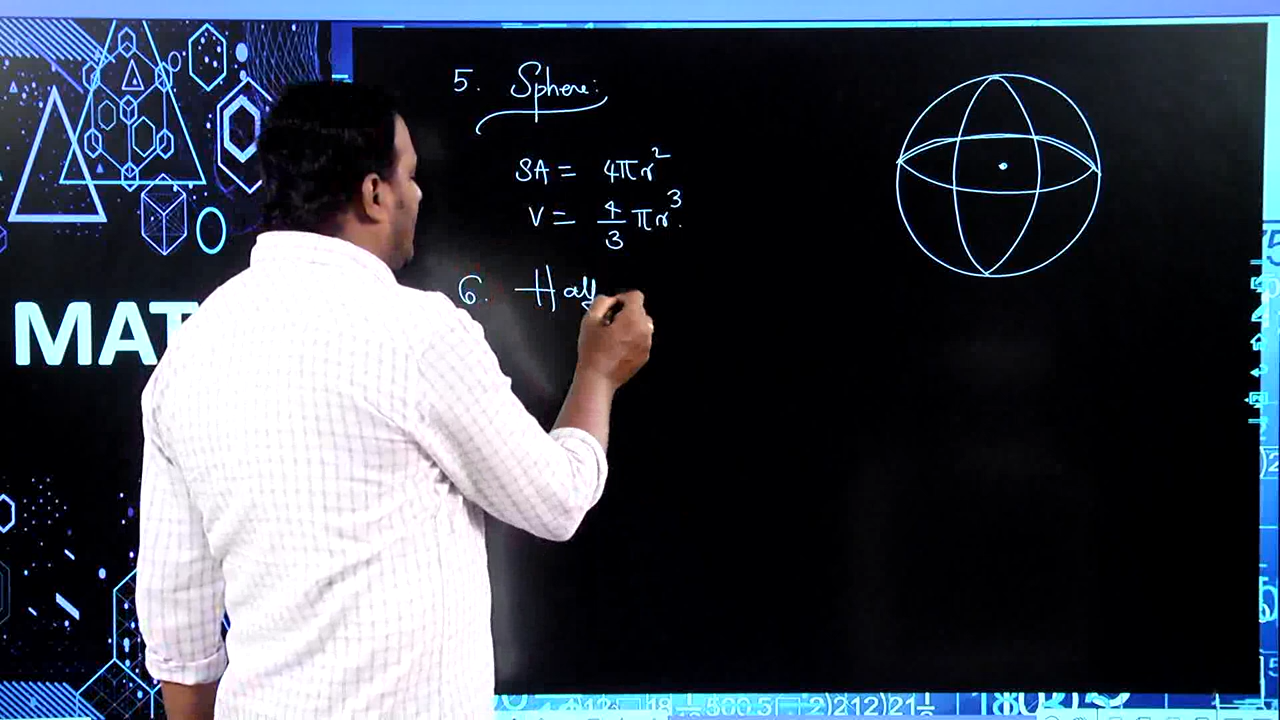 5. Sphere:
SA = 4πr²
V = 4/3 πr³.
6. Half
MAT